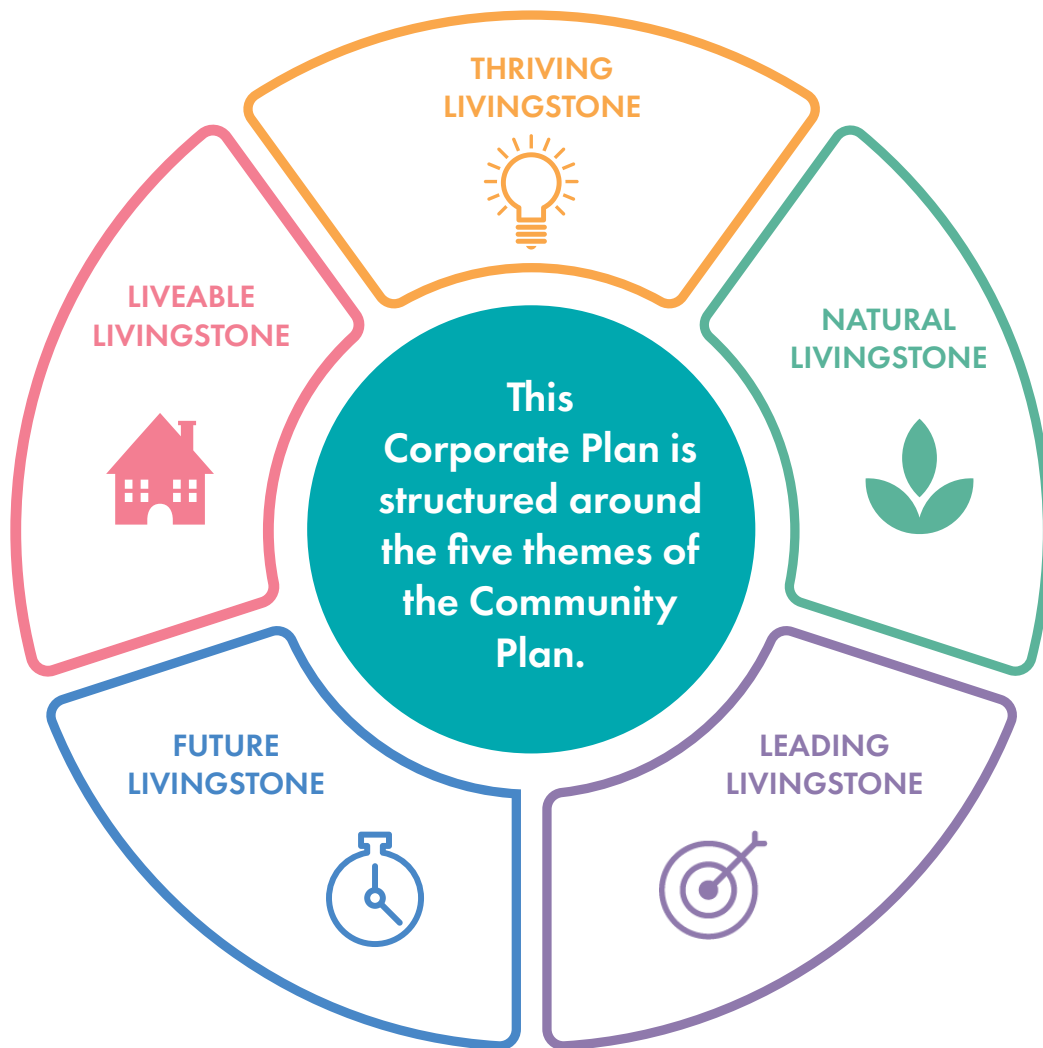 THRIVING
LIVINGSTONE
LIVEABLE
LIVINGSTONE
NATURAL
LIVINGSTONE
This
Corporate Plan is
structured around
the five themes of
the Community
Plan.
FUTURE
LIVINGSTONE
LEADING
LIVINGSTONE